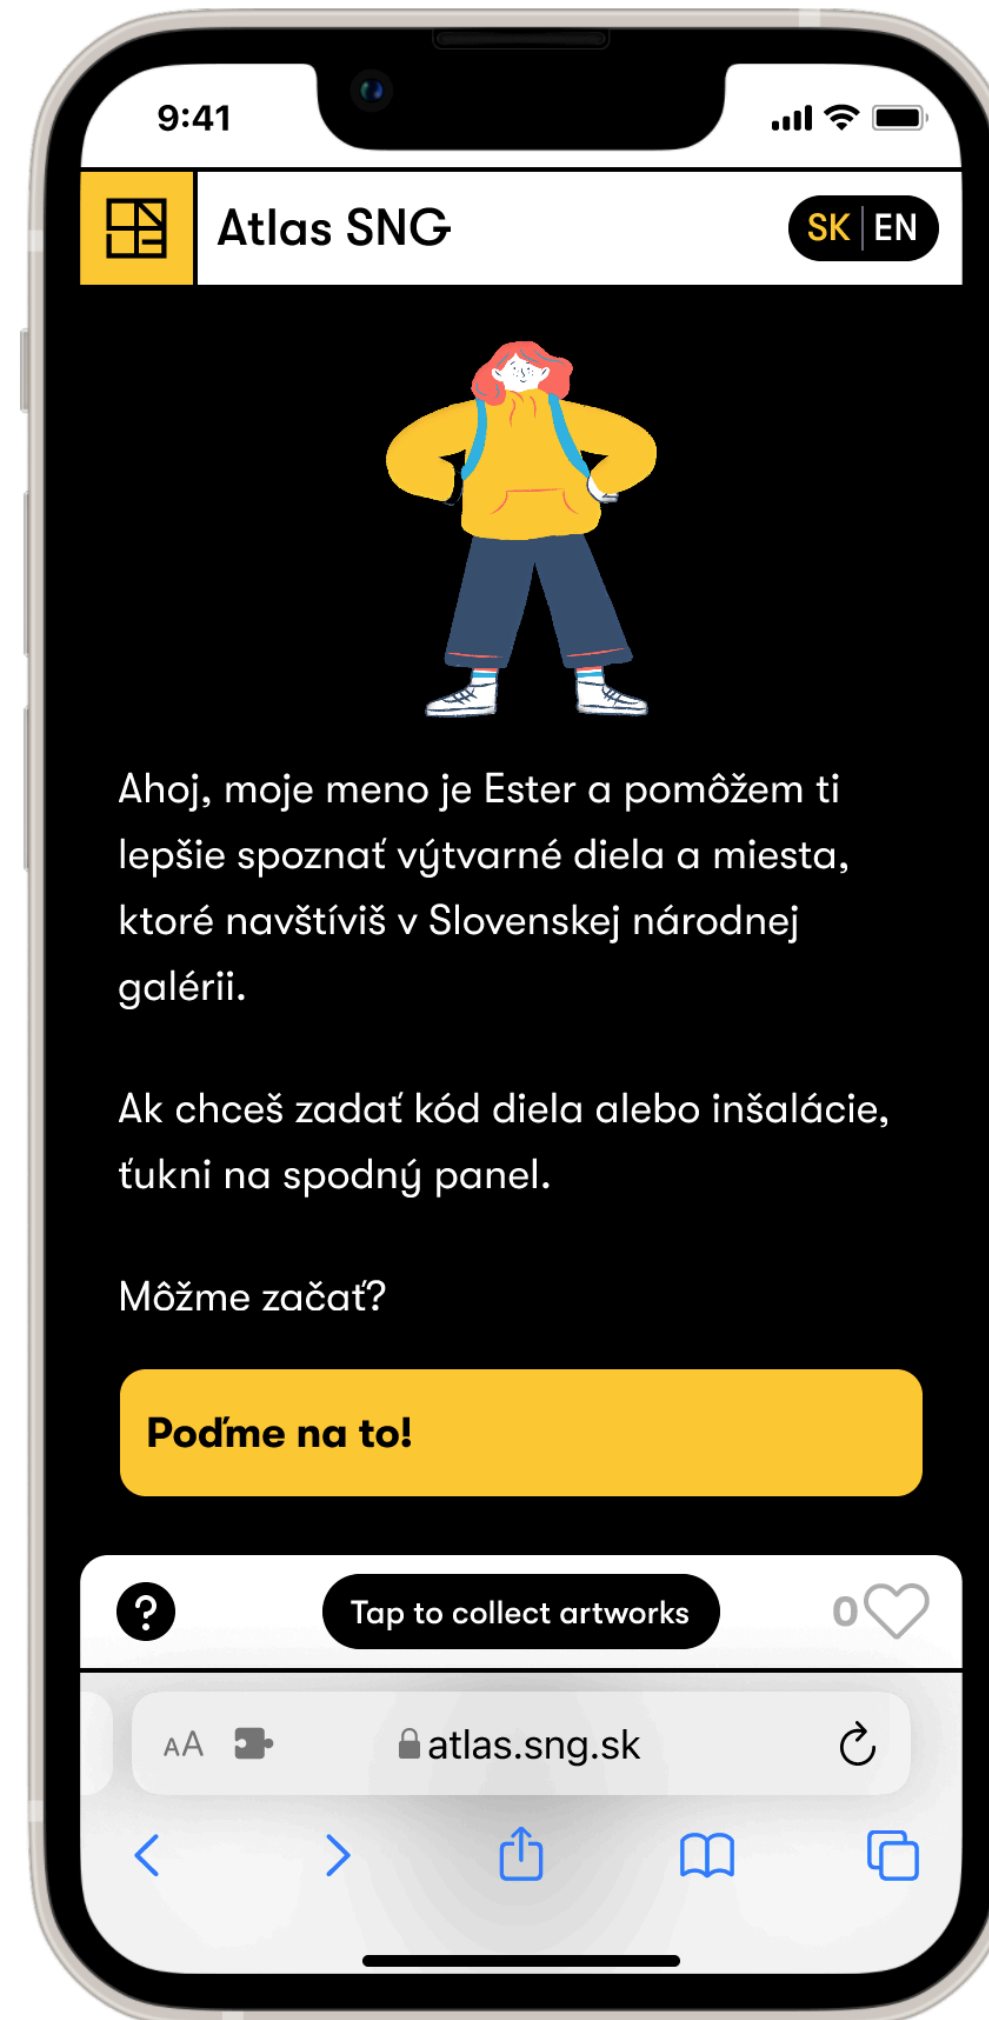 9:41
Atlas SNG
SK | EN
Ahoj, moje meno je Ester a pomôžem ti
lepšie spoznať výtvarné diela a miesta,
ktoré navštíviš v Slovenskej národnej
galérii.
Ak chceš zadať kód diela alebo inšalácie,
ťukni na spodný panel.
Môžme začať?
Poďme na to!
?
Tap to collect artworks
0
AA
atlas.sng.sk